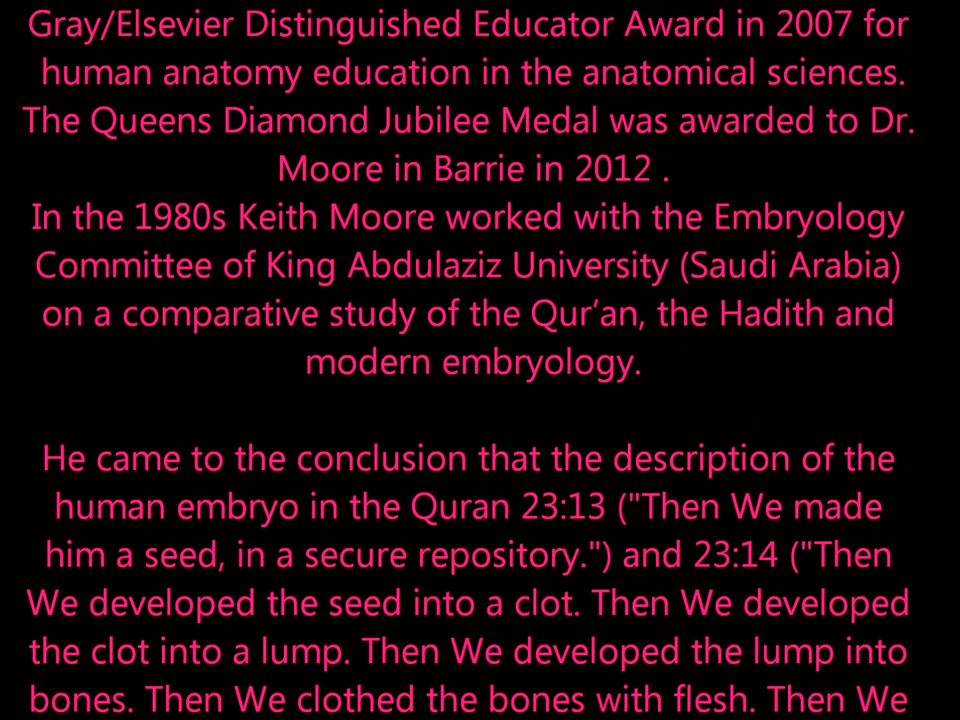 Gray/Elsevier Distinguished Educator Award in 2007 for
human anatomy education in the anatomical sciences.
The Queens Diamond Jubilee Medal was awarded to Dr.
Moore in Barrie in 2012 .
In the 1980s Keith Moore worked with the Embryology
Committee of King Abdulaziz University (Saudi Arabia)
on a comparative study of the Qur’an, the Hadith and
modern embryology.
He came to the conclusion that the description of the
human embryo in the Quran 23:13 ("Then We made
him a seed, in a secure repository.") and 23:14 ("Then
We developed the seed into a clot. Then We developed
the clot into a lump. Then We developed the lump into
bones. Then We clothed the bones with flesh. Then We